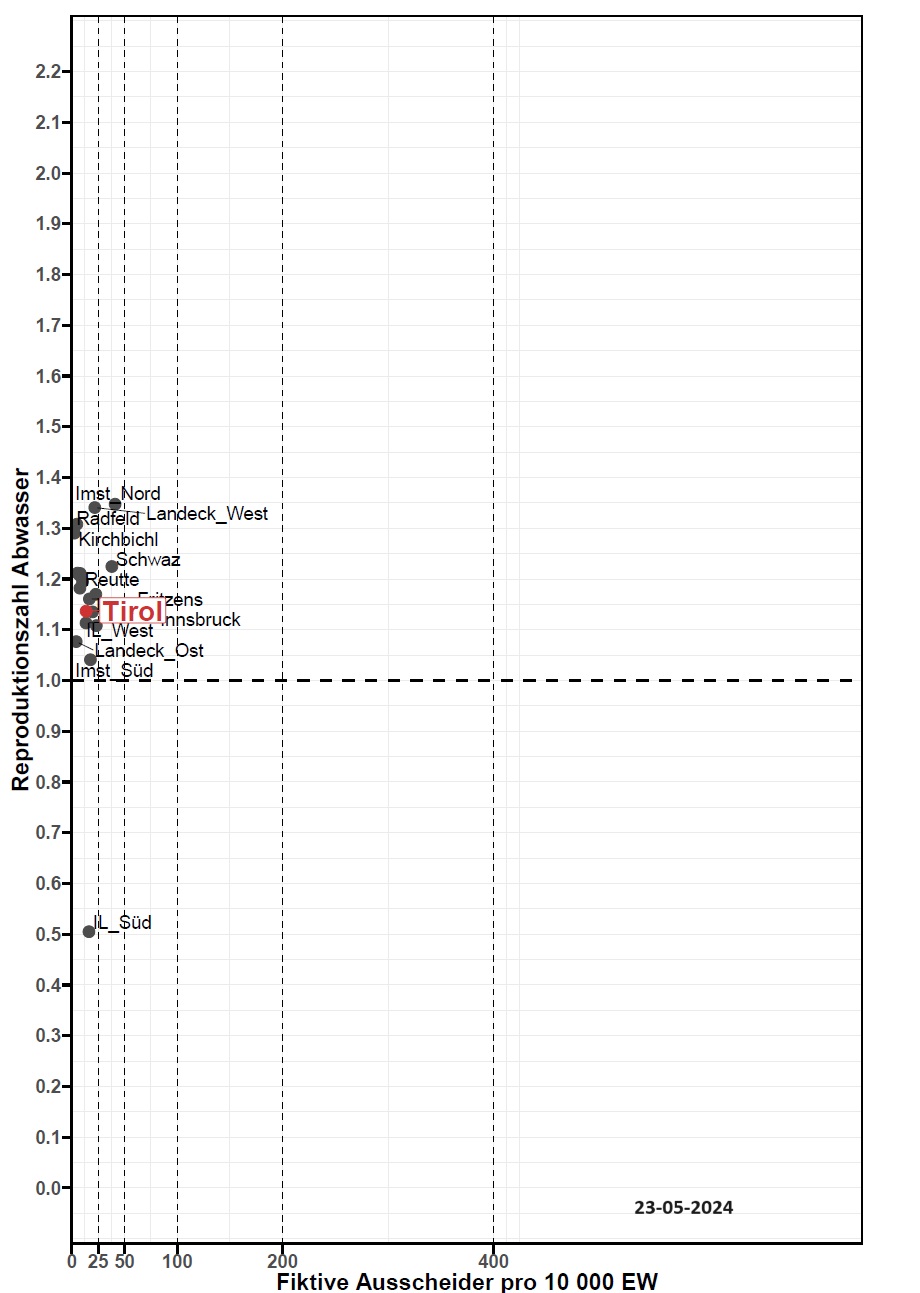 2.2
2.1
2.0
1.9
1.8
1.7
1.6
1.5
1.4
1.3
1.2
1.1
1.0
0.9
0.8
0.7
0.6
0.5
0.4
0.3
0.2
0.1
0.0
Reproduktionszahl Abwasser
Imst_Nord
Landeck_West
Radfeld
Kirchbichl
Schwaz
Reutte
Fritzens
Tirol
Innsbruck
IL_West
Landeck_Ost
Imst_Süd
IL_Süd
23-05-2024
0 25 50 100 200 400
Fiktive Ausscheider pro 10 000 EW